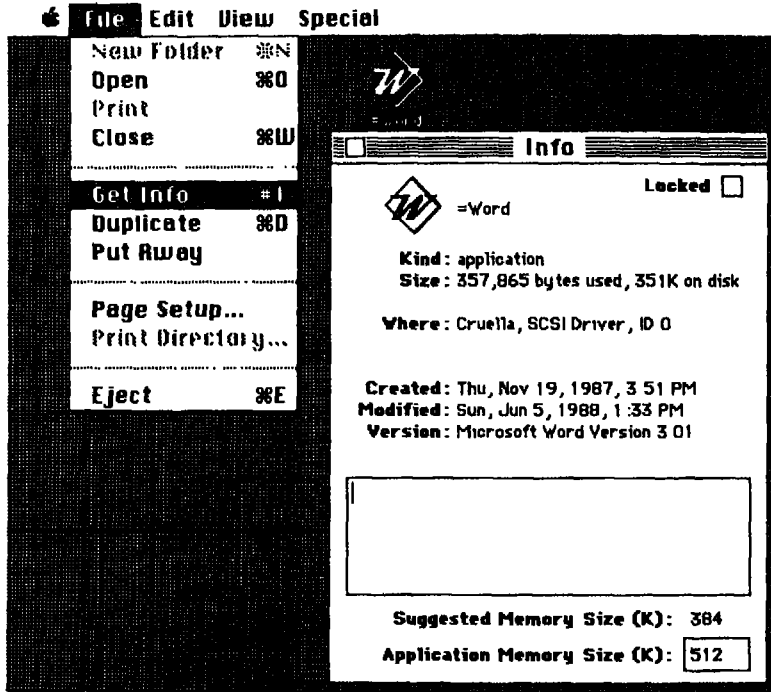 File Edit View Special
New Folder ⌘N
Open ⌘O
Print
Close ⌘W
Get Info ⌘I
Duplicate ⌘D
Put Away
Page Setup...
Print Directory...
Eject ⌘E
=Word
Info
Locked
=Word
Kind: application
Size: 357,865 bytes used, 351K on disk
Where: Cruella, SCSI Driver, ID 0
Created: Thu, Nov 19, 1987, 3 51 PM
Modified: Sun, Jun 5, 1988, 1:33 PM
Version: Microsoft Word Version 3 01
Suggested Memory Size (K): 384
Application Memory Size (K): 512